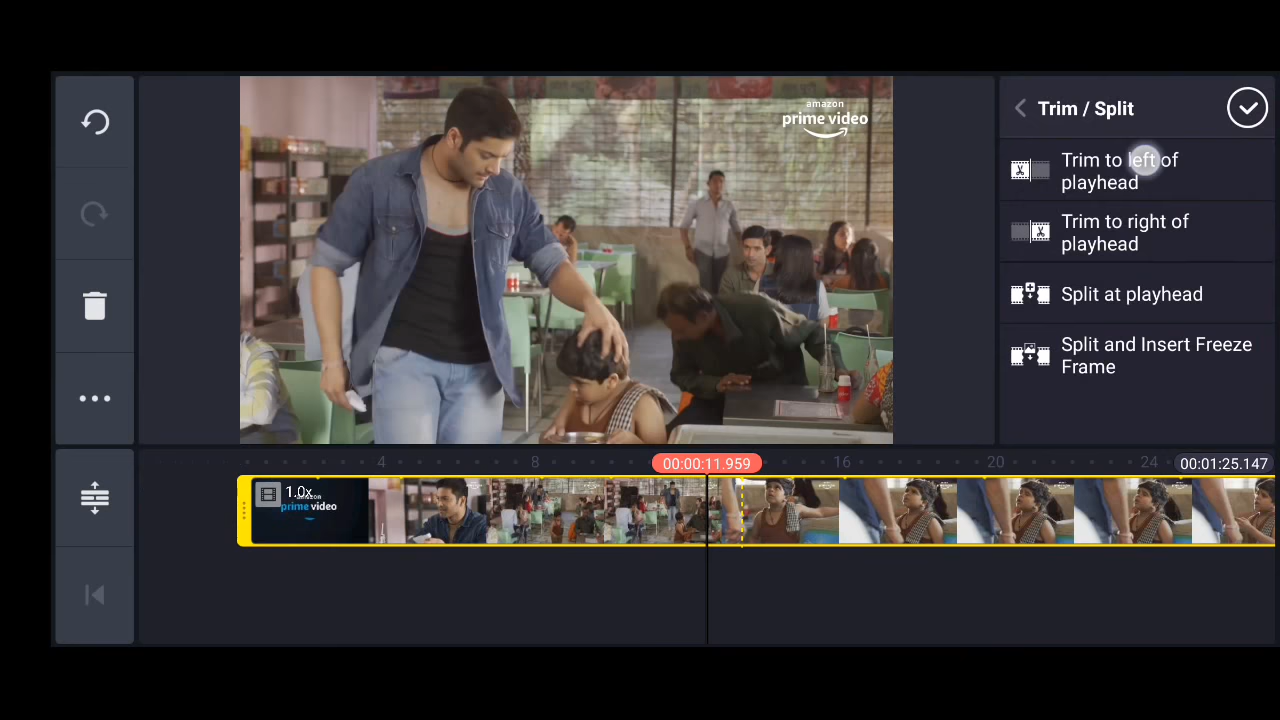 amazon
prime video
Trim / Split
Trim to left of
playhead
Trim to right of
playhead
Split at playhead
Split and Insert Freeze
Frame
4
8
00:00:11.959
16
20
24
00:01:25.147
1.0x
amazon
prime video